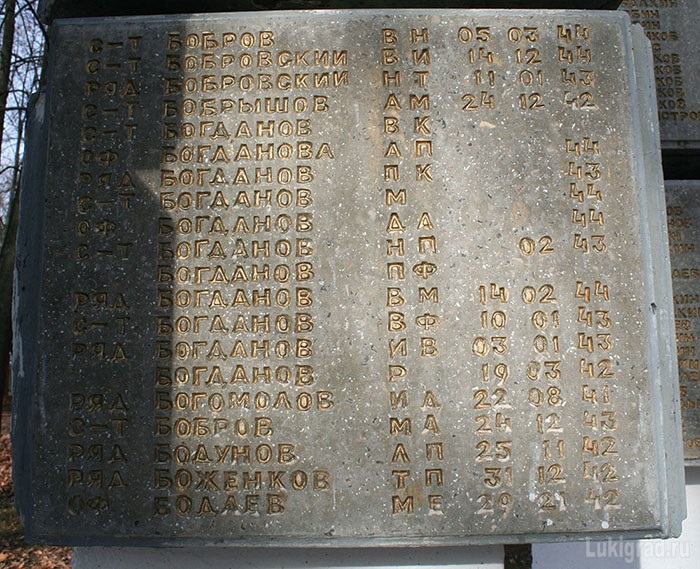 С-Т БОБРОВ В Н 05 03 44
С-Т БОБРОВСКИЙ В И 14 12 44
РЯД БОБРОВСКИЙ Н Т 11 01 43
С-Т БОБРЫШОВ А М 24 12 42
С-Т БОГДАНОВ В К
ОФ БОГДАНОВА А П 44
РЯД БОГДАНОВ П К 43
С-Т БОГДАНОВ М 44
ОФ БОГДАНОВ Д А 44
С-Т БОГДАНОВ Н П 02 43
БОГДАНОВ П Ф
РЯД БОГДАНОВ В М 14 02 44
С-Т БОГДАНОВ В Ф 10 01 43
РЯД БОГДАНОВ И В 03 01 43
БОГДАНОВ Р 19 03 42
РЯД БОГОМОЛОВ И А 22 08 41
С-Т БОБРОВ М А 24 12 43
РЯД БОДУНОВ Л П 25 11 42
РЯД БОЖЕНКОВ Т П 31 12 42
ОФ БОДАЕВ М Е 29 21 42
Lukigrad.ru